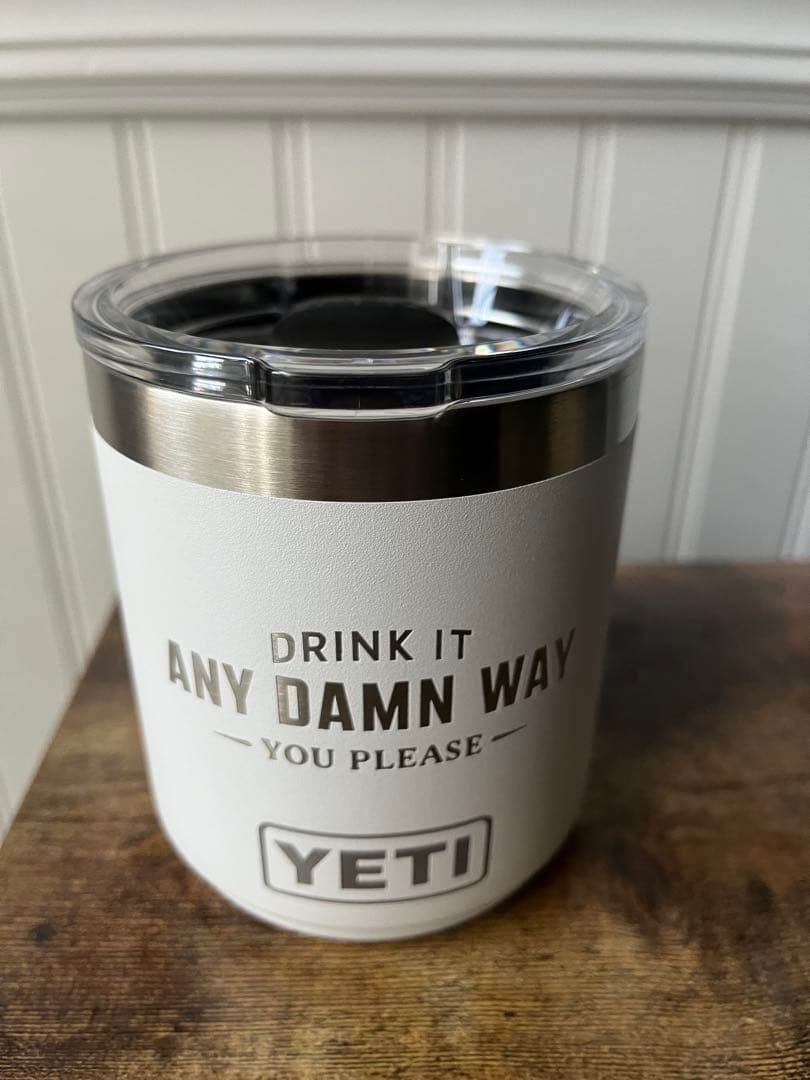 DRINK IT
ANY DAMN WAY
YOU PLEASE
YETI